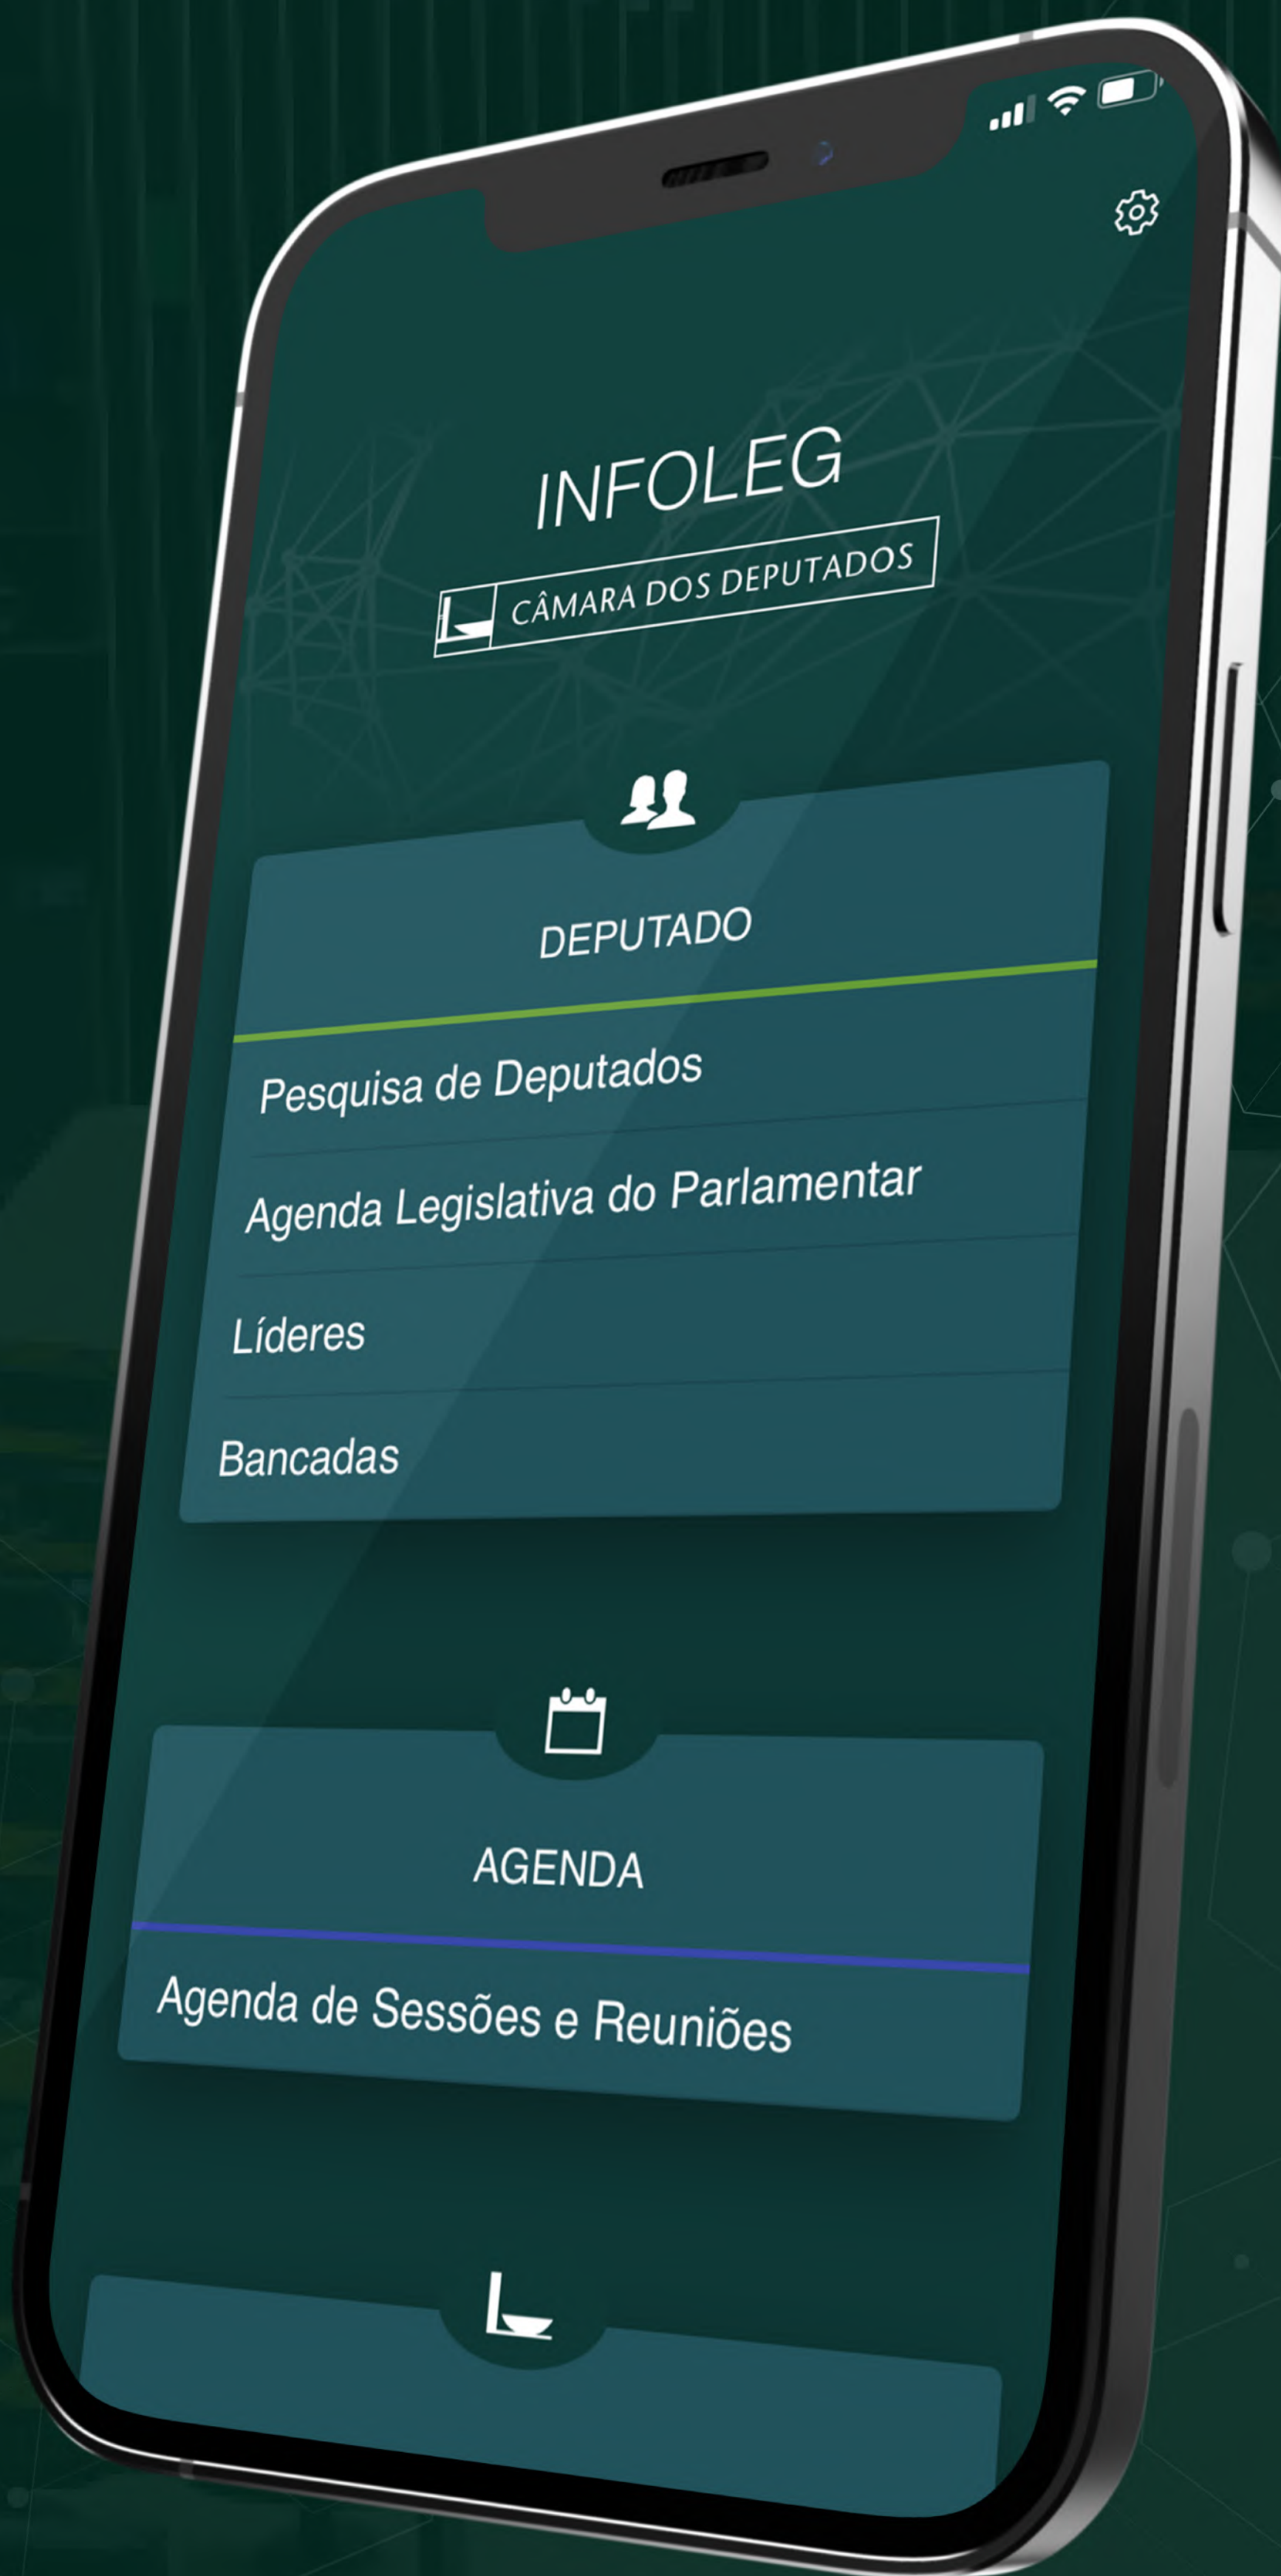 INFOLEG
CÂMARA DOS DEPUTADOS
DEPUTADO
Pesquisa de Deputados
Agenda Legislativa do Parlamentar
Líderes
Bancadas
AGENDA
Agenda de Sessões e Reuniões